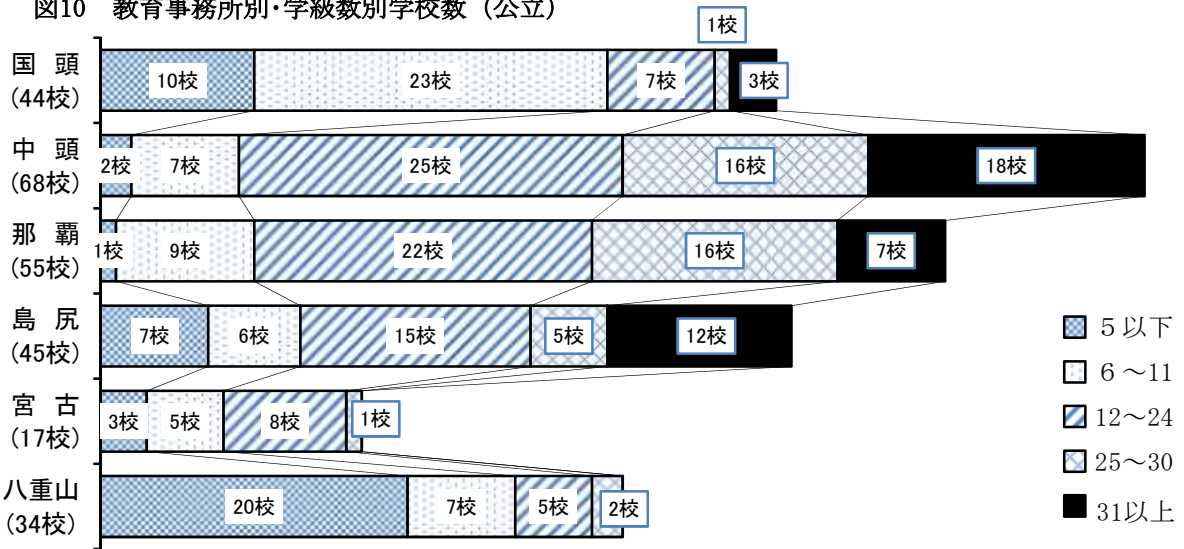 図10 教育事務所別・学級数別学校数（公立）
1校
国 頭
(44校)
10校 23校 7校 3校
中 頭
(68校)
2校 7校 25校 16校 18校
那 覇
(55校)
1校 9校 22校 16校 7校
島 尻
(45校)
7校 6校 15校 5校 12校
宮 古
(17校)
3校 5校 8校 1校
八重山
(34校)
20校 7校 5校 2校
５以下
６～11
12～24
25～30
31以上